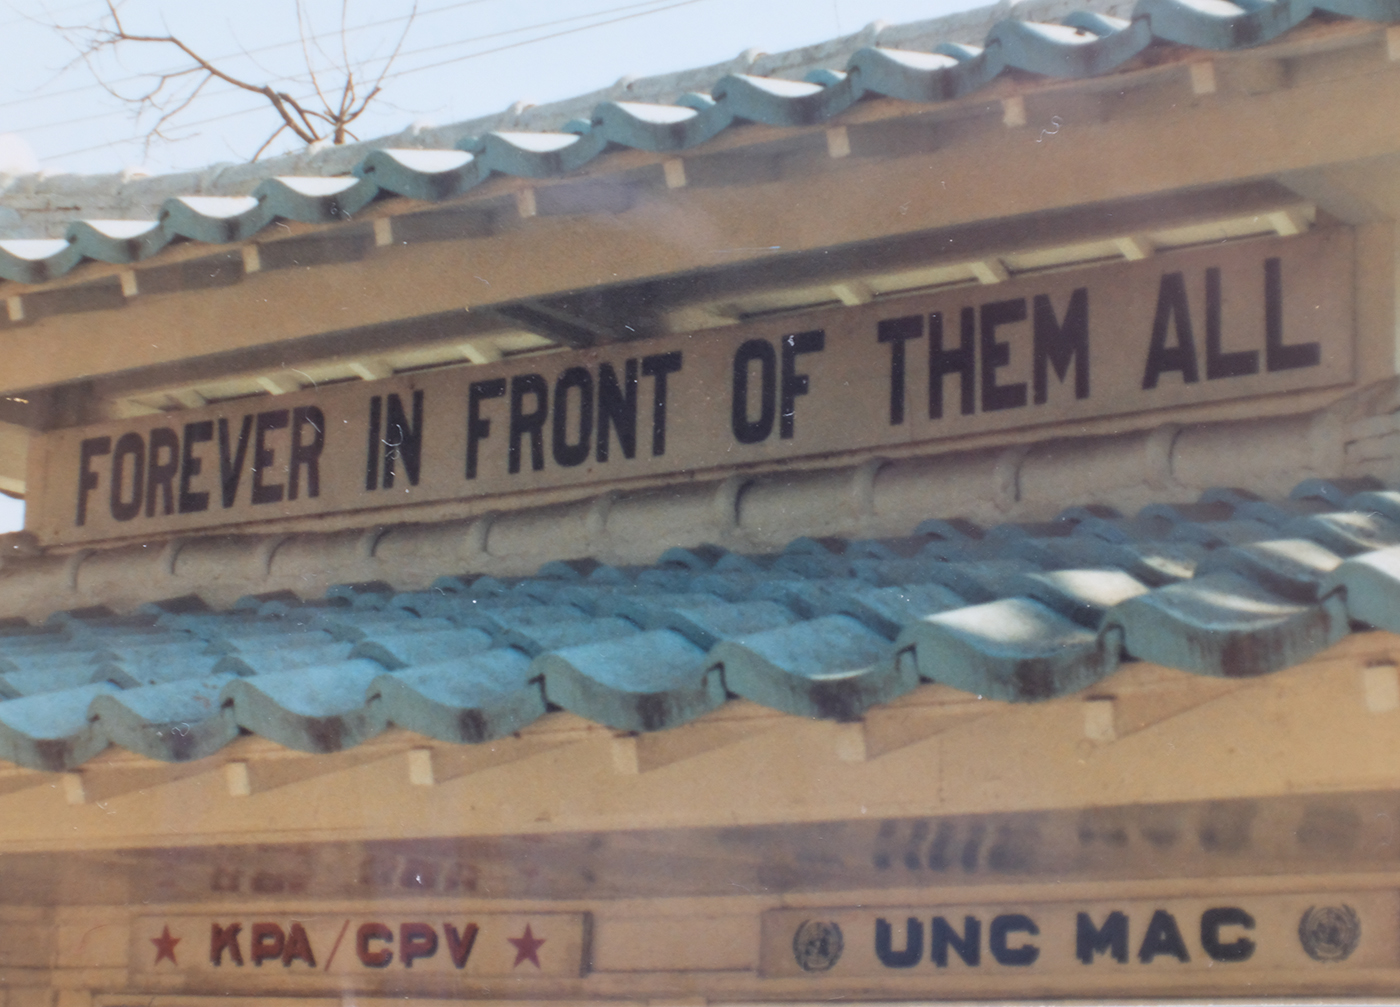 FOREVER IN FRONT OF THEM ALL
KPA/CPV
UNC MAC